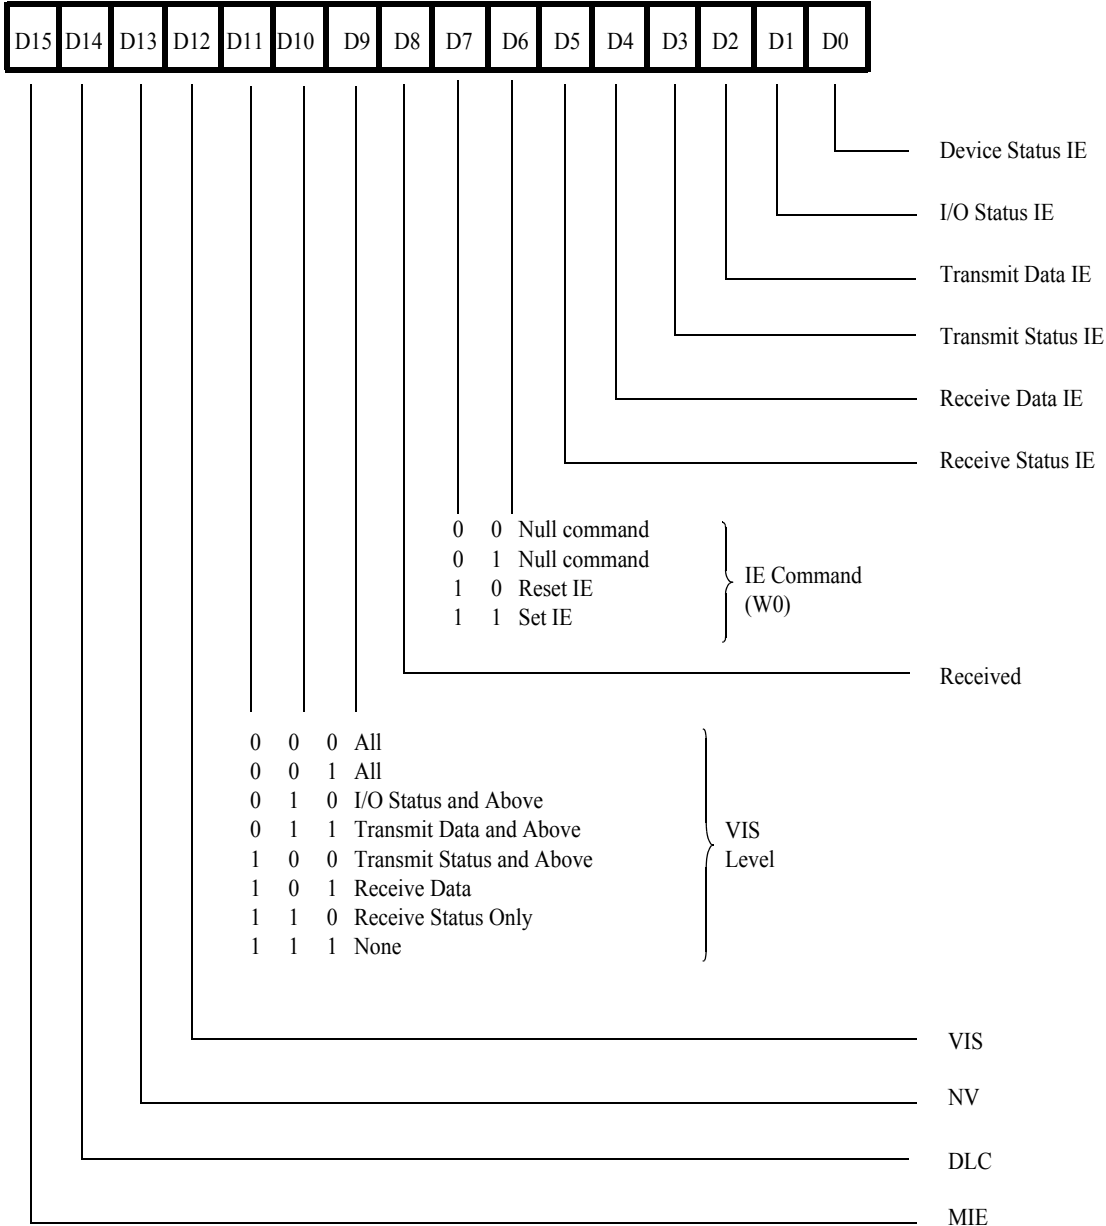 D15 D14 D13 D12 D11 D10 D9 D8 D7 D6 D5 D4 D3 D2 D1 D0
Device Status IE
I/O Status IE
Transmit Data IE
Transmit Status IE
Receive Data IE
Receive Status IE
0 0 Null command
0 1 Null command
1 0 Reset IE
1 1 Set IE
IE Command
(W0)
Received
0 0 0 All
0 0 1 All
0 1 0 I/O Status and Above
0 1 1 Transmit Data and Above
1 0 0 Transmit Status and Above
1 0 1 Receive Data
1 1 0 Receive Status Only
1 1 1 None
VIS
Level
VIS
NV
DLC
MIE